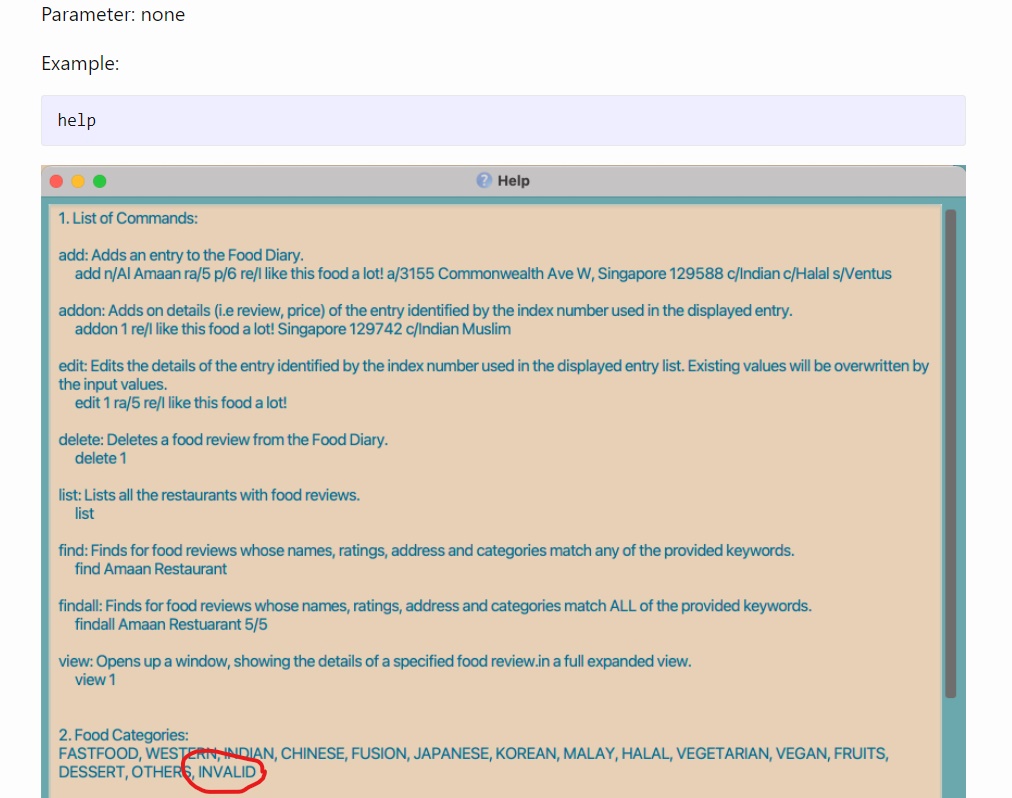 Parameter: none
Example:
help
Help
1. List of Commands:
add: Adds an entry to the Food Diary.
add n/Al Amaan ra/5 p/6 re/I like this food a lot! a/3155 Commonwealth Ave W, Singapore 129588 c/Indian c/Halal s/Ventus
addon: Adds on details (i.e review, price) of the entry identified by the index number used in the displayed entry.
addon 1 re/I like this food a lot! Singapore 129742 c/Indian Muslim
edit: Edits the details of the entry identified by the index number used in the displayed entry list. Existing values will be overwritten by
the input values.
edit 1 ra/5 re/I like this food a lot!
delete: Deletes a food review from the Food Diary.
delete 1
list: Lists all the restaurants with food reviews.
list
find: Finds for food reviews whose names, ratings, address and categories match any of the provided keywords.
find Amaan Restaurant
findall: Finds for food reviews whose names, ratings, address and categories match ALL of the provided keywords.
findall Amaan Restuarant 5/5
view: Opens up a window, showing the details of a specified food review.in a full expanded view.
view 1
2. Food Categories:
FASTFOOD, WESTERN, INDIAN, CHINESE, FUSION, JAPANESE, KOREAN, MALAY, HALAL, VEGETARIAN, VEGAN, FRUITS,
DESSERT, OTHERS, INVALID